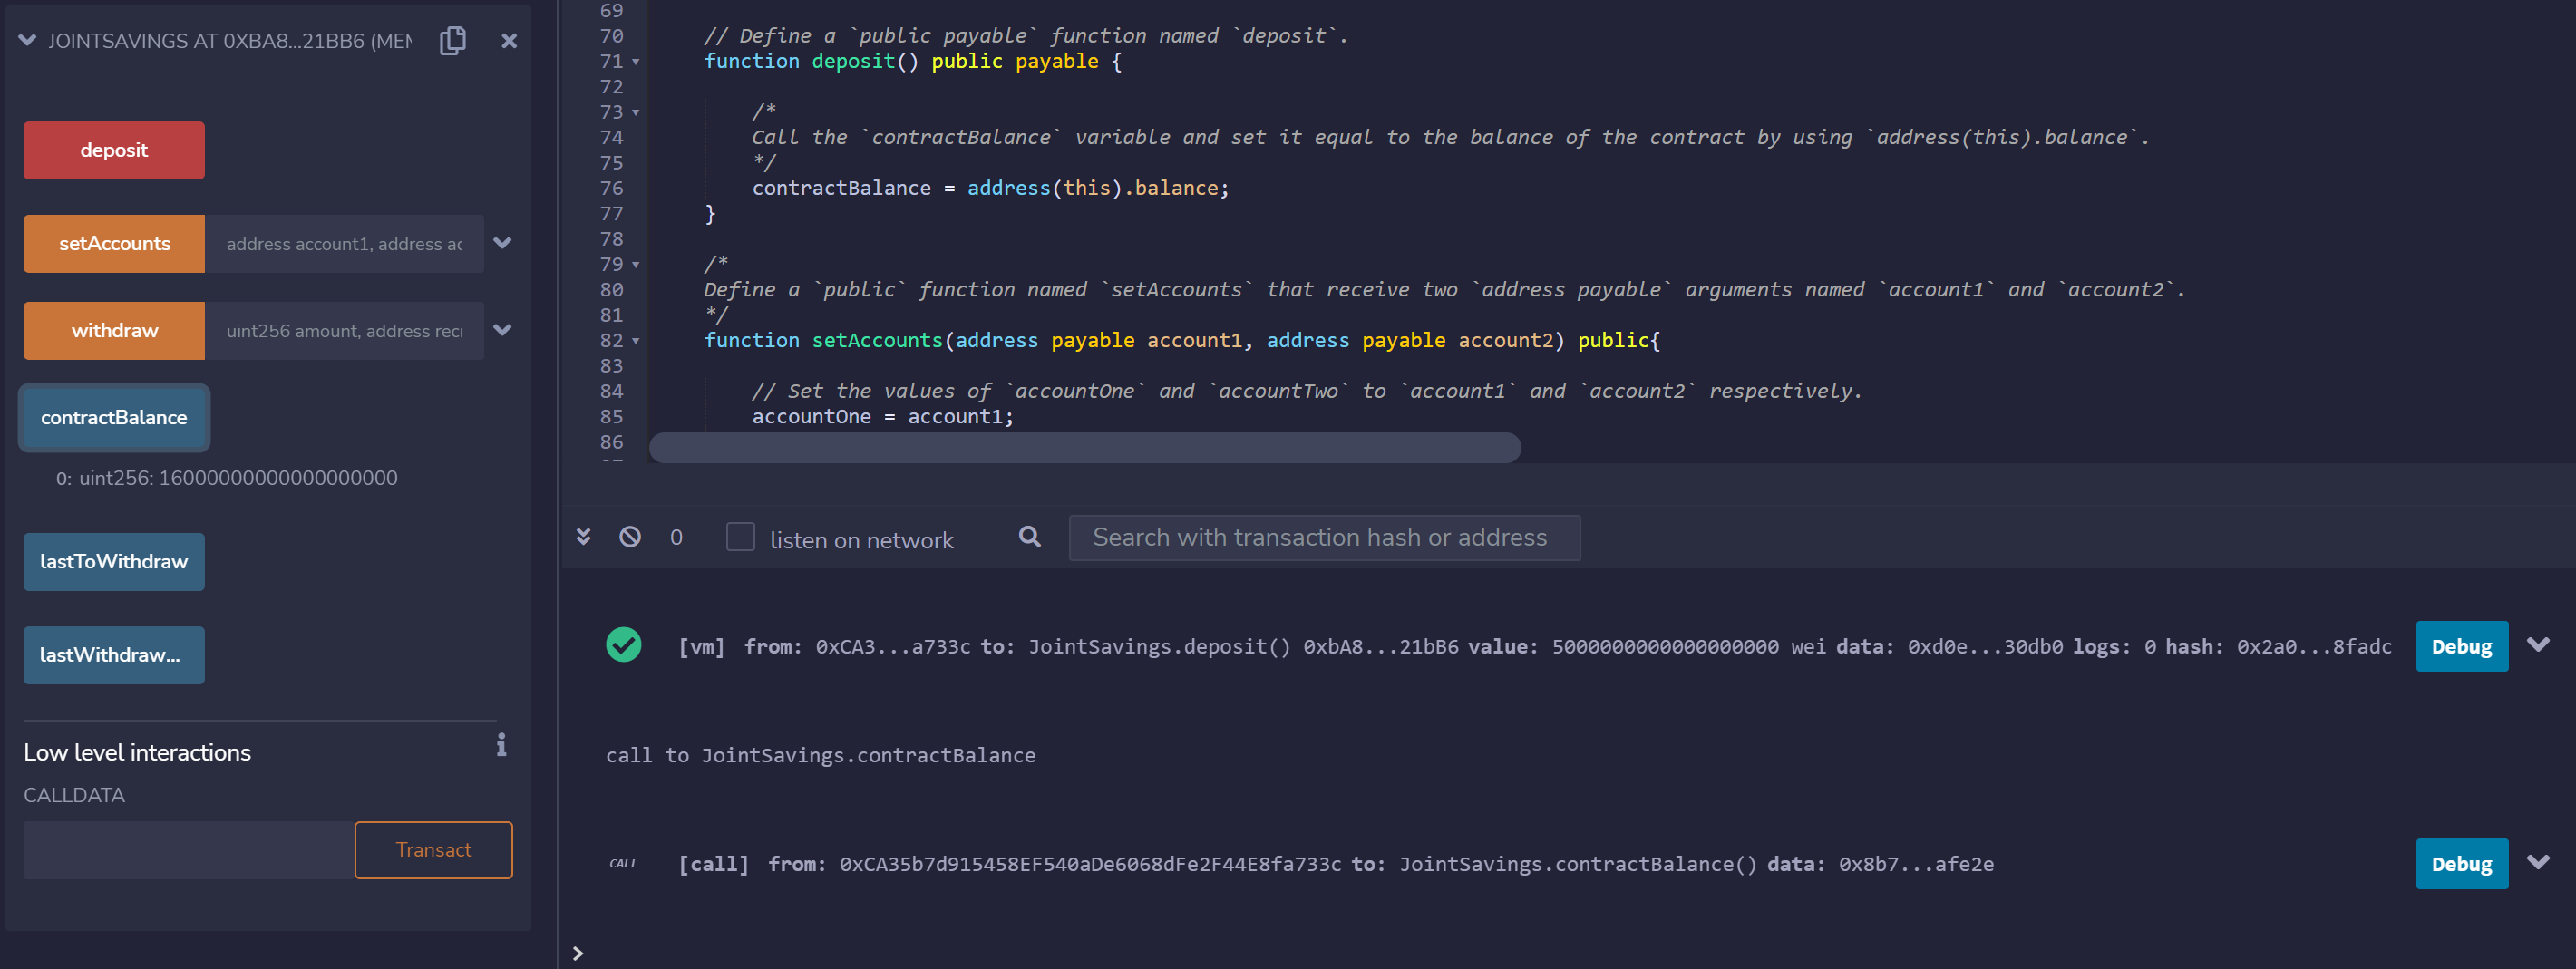 JOINTSAVINGS AT 0XBA8...21BB6 (MEM
deposit
setAccounts address account1, address ac
withdraw uint256 amount, address reci
contractBalance
0: uint256: 16000000000000000000
lastToWithdraw
lastWithdraw...
Low level interactions
CALLDATA
Transact
69
70 // Define a `public payable` function named `deposit`.
71 function deposit() public payable {
72
73 /*
74 Call the `contractBalance` variable and set it equal to the balance of the contract by using `address(this).balance`.
75 */
76 contractBalance = address(this).balance;
77 }
78
79 /*
80 Define a `public` function named `setAccounts` that receive two `address payable` arguments named `account1` and `account2`.
81 */
82 function setAccounts(address payable account1, address payable account2) public{
83
84 // Set the values of `accountOne` and `accountTwo` to `account1` and `account2` respectively.
85 accountOne = account1;
86
0 listen on network Search with transaction hash or address
[vm] from: 0xCA3...a733c to: JointSavings.deposit() 0xbA8...21bB6 value: 5000000000000000000 wei data: 0xd0e...30db0 logs: 0 hash: 0x2a0...8fadc Debug
call to JointSavings.contractBalance
CALL [call] from: 0xCA35b7d915458EF540aDe6068dFe2F44E8fa733c to: JointSavings.contractBalance() data: 0x8b7...afe2e Debug
>